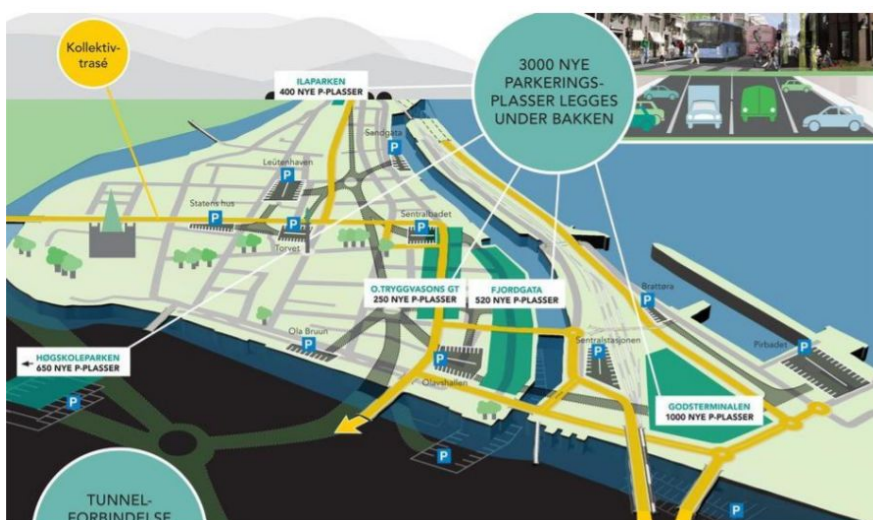 Kollektiv-
trasé
3000 NYE
PARKERINGS-
PLASSER LEGGES
UNDER BAKKEN
ILAPARKEN
400 NYE P-PLASSER
Sandgata
P
Leütenhaven
P
Statens hus
P
P
Torvet
Sentralbadet
P
O.TRYGGVASONS GT
250 NYE P-PLASSER
FJORDGATA
520 NYE P-PLASSER
Brattøra
P
Ola Bruun
P
P
Olavshallen
Sentralstasjonen
P
Pirbadet
P
HØGSKOLEPARKEN
650 NYE P-PLASSER
P
GODSTERMINALEN
1000 NYE P-PLASSER
P
P
TUNNEL-
FORBINDELSE